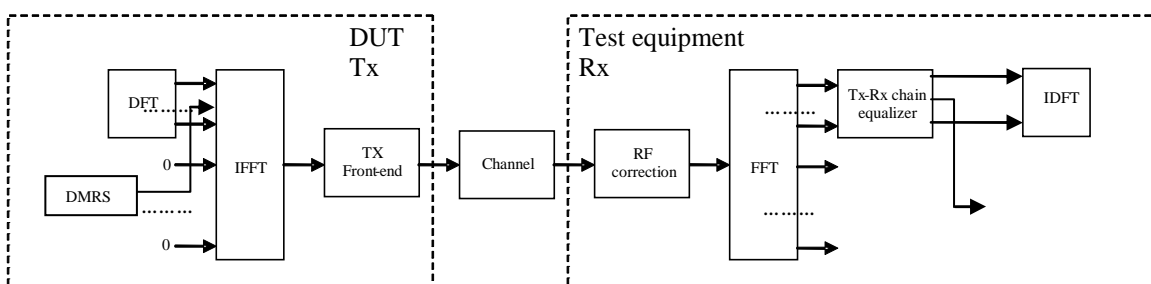 DUT
Tx
Test equipment
Rx
DFT
………
0
DMRS
………
0
IFFT
TX
Front-end
Channel
RF
correction
FFT
………
………
Tx-Rx chain
equalizer
IDFT